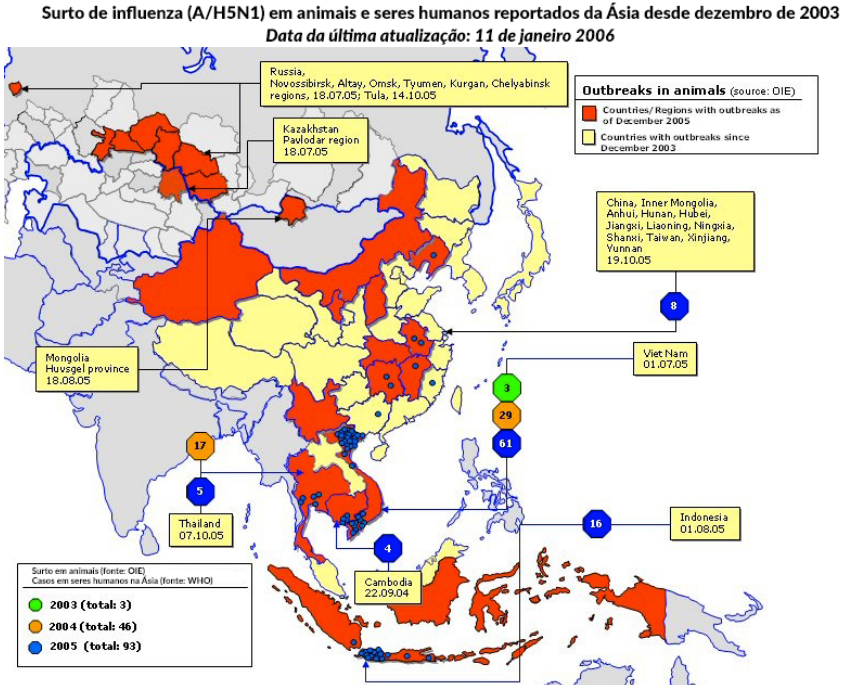 Surto de influenza (A/H5N1) em animais e seres humanos reportados da Ásia desde dezembro de 2003
Data da última atualização: 11 de janeiro 2006
Russia,
Novossibirsk, Altay, Omsk, Tyumen, Kurgan, Chelyabinsk
regions, 18.07.05; Tula, 14.10.05
Outbreaks in animals (source: OIE)
Countries/Regions with outbreaks as
of December 2005
Countries with outbreaks since
December 2003
Kazakhstan
Pavlodar region
18.07.05
China, Inner Mongolia,
Anhui, Hunan, Hubei,
Jiangxi, Liaoning, Ningxia,
Shanxi, Taiwan, Xinjiang,
Yunnan
19.10.05
8
Mongolia
Huvsgel province
18.08.05
Viet Nam
01.07.05
3
29
61
17
5
Thailand
07.10.05
16
Indonesia
01.08.05
4
Cambodia
22.09.04
Surto em animais (fonte: OIE)
Casos em seres humanos na Ásia (fonte: WHO)
2003 (total: 3)
2004 (total: 46)
2005 (total: 93)